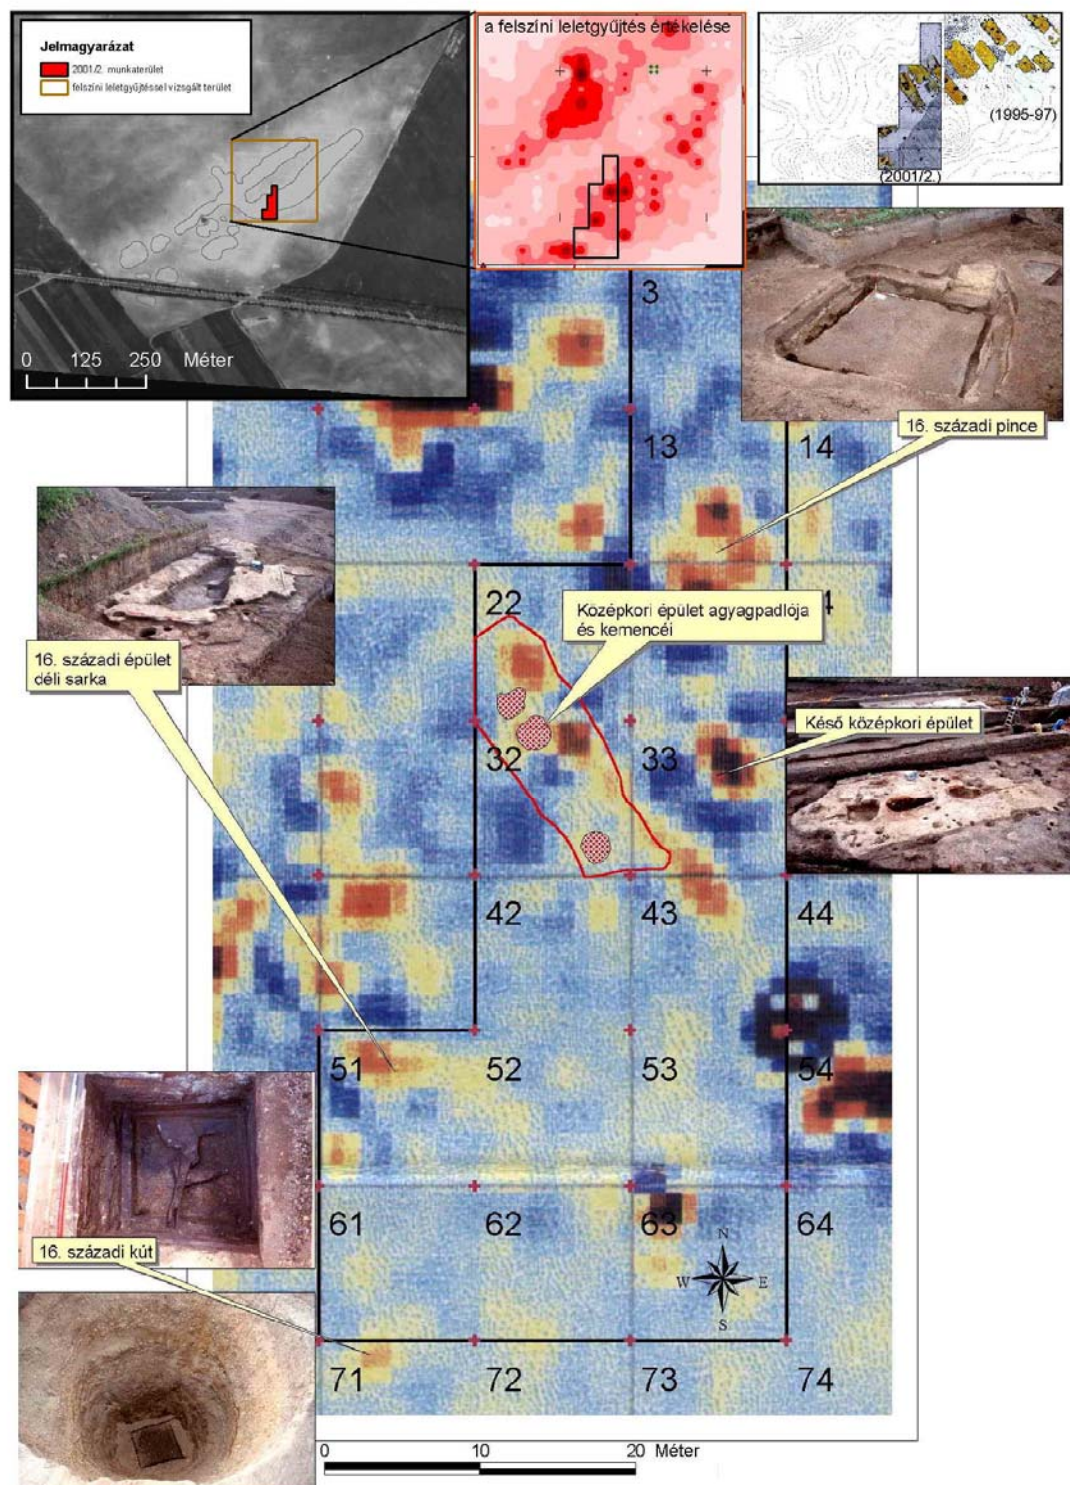 Jelmagyarázat
2001/2. munkaterület
felszíni leletgyűjtéssel vizsgált terület
0 125 250 Méter
a felszíni leletgyűjtés értékelése
(1995-97)
(2001/2.)
3
13
14
16. századi pince
22
Középkori épület agyagpadlója
és kemencéi
4
16. századi épület
déli sarka
32
33
Késő középkori épület
42
43
44
51
52
53
54
61
62
63
64
N
W
E
S
16. századi kút
71
72
73
74
0 10 20 Méter